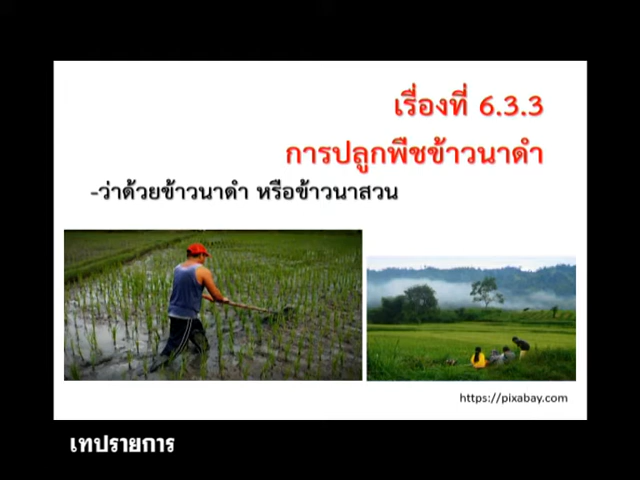 เรื่องที่ 6.3.3
การปลูกพืชข้าวนาดำ
-ว่าด้วยข้าวนาดำ หรือข้าวนาสวน
https://pixabay.com
เทปรายการ